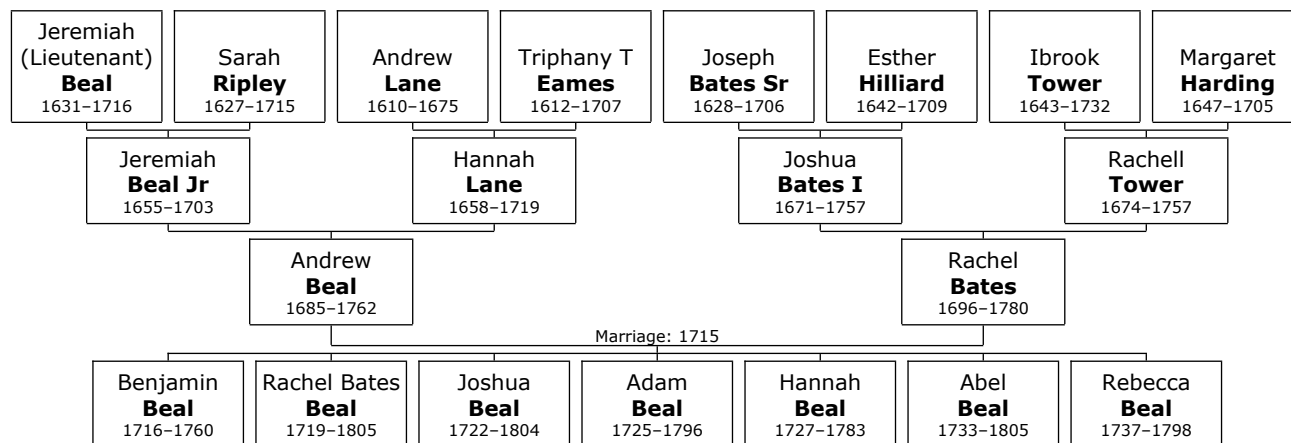 Jeremiah
(Lieutenant)
Beal
1631–1716
Sarah
Ripley
1627–1715
Andrew
Lane
1610–1675
Triphany T
Eames
1612–1707
Joseph
Bates Sr
1628–1706
Esther
Hilliard
1642–1709
Ibrook
Tower
1643–1732
Margaret
Harding
1647–1705
Jeremiah
Beal Jr
1655–1703
Hannah
Lane
1658–1719
Joshua
Bates I
1671–1757
Rachell
Tower
1674–1757
Andrew
Beal
1685–1762
Rachel
Bates
1696–1780
Marriage: 1715
Benjamin
Beal
1716–1760
Rachel Bates
Beal
1719–1805
Joshua
Beal
1722–1804
Adam
Beal
1725–1796
Hannah
Beal
1727–1783
Abel
Beal
1733–1805
Rebecca
Beal
1737–1798